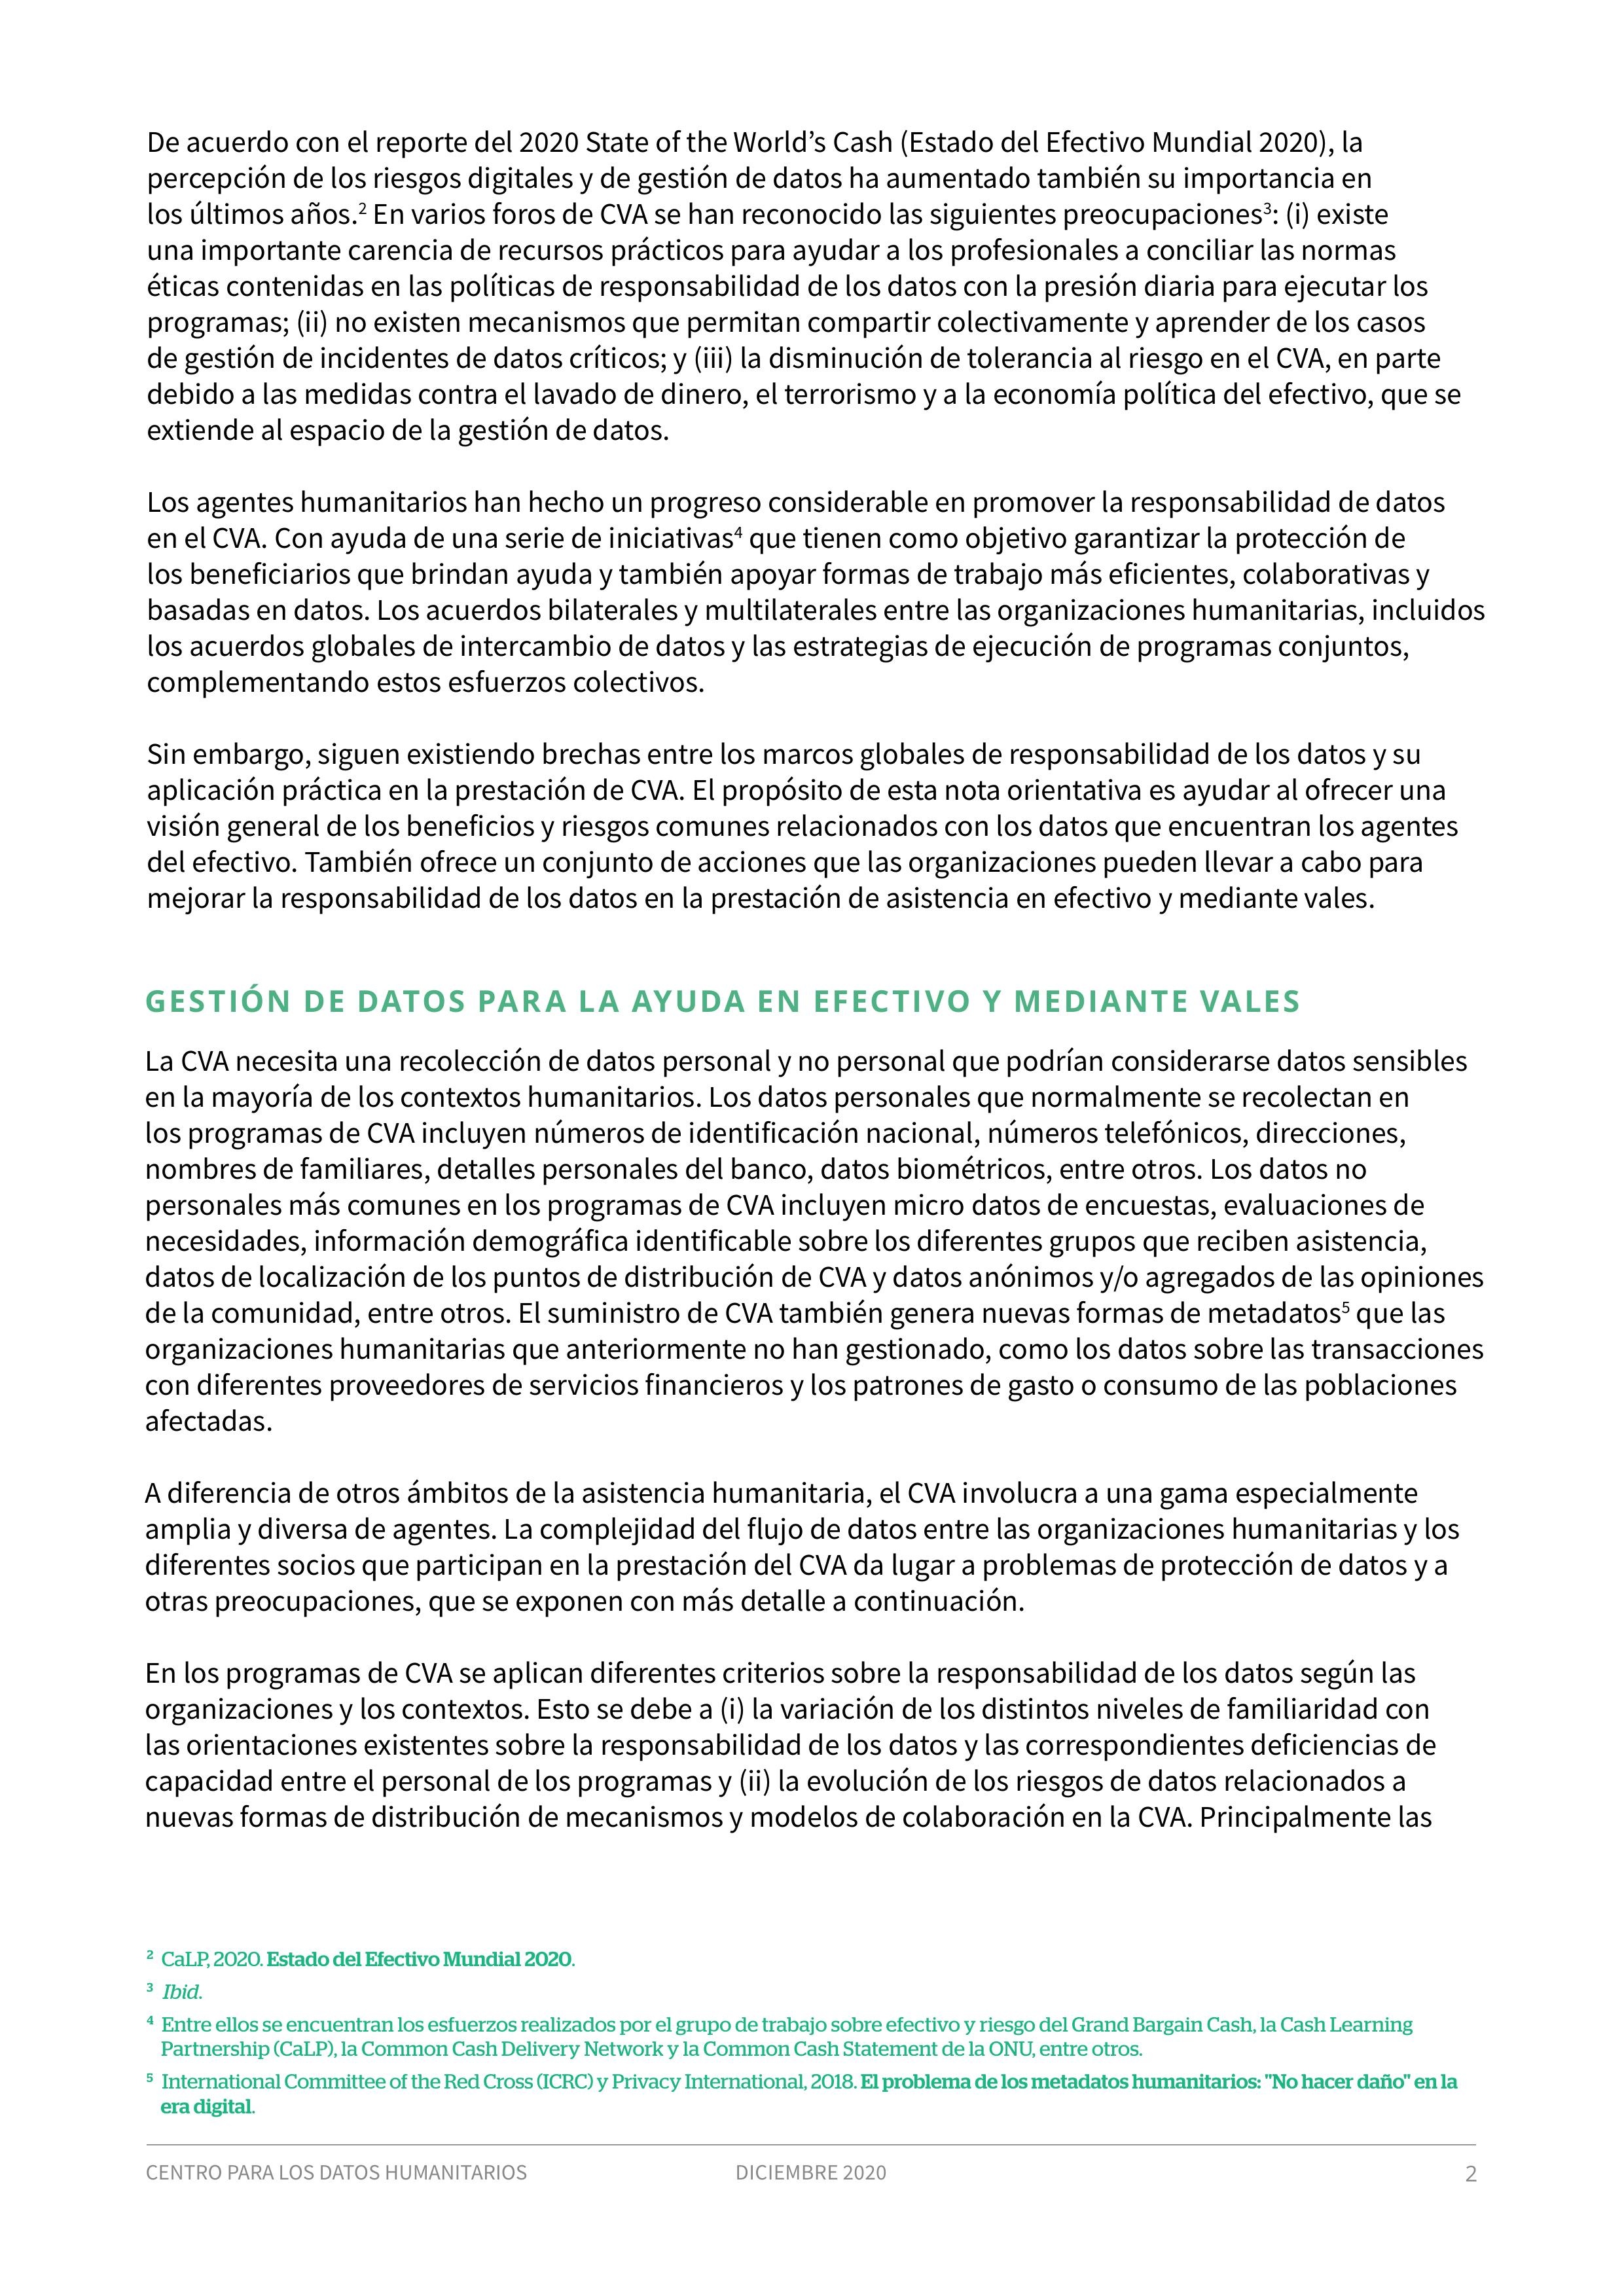 De acuerdo con el reporte del 2020 State of the World’s Cash (Estado del Efectivo Mundial 2020), la
percepción de los riesgos digitales y de gestión de datos ha aumentado también su importancia en
los últimos años.² En varios foros de CVA se han reconocido las siguientes preocupaciones³: (i) existe
una importante carencia de recursos prácticos para ayudar a los profesionales a conciliar las normas
éticas contenidas en las políticas de responsabilidad de los datos con la presión diaria para ejecutar los
programas; (ii) no existen mecanismos que permitan compartir colectivamente y aprender de los casos
de gestión de incidentes de datos críticos; y (iii) la disminución de tolerancia al riesgo en el CVA, en parte
debido a las medidas contra el lavado de dinero, el terrorismo y a la economía política del efectivo, que se
extiende al espacio de la gestión de datos.
Los agentes humanitarios han hecho un progreso considerable en promover la responsabilidad de datos
en el CVA. Con ayuda de una serie de iniciativas⁴ que tienen como objetivo garantizar la protección de
los beneficiarios que brindan ayuda y también apoyar formas de trabajo más eficientes, colaborativas y
basadas en datos. Los acuerdos bilaterales y multilaterales entre las organizaciones humanitarias, incluidos
los acuerdos globales de intercambio de datos y las estrategias de ejecución de programas conjuntos,
complementando estos esfuerzos colectivos.
Sin embargo, siguen existiendo brechas entre los marcos globales de responsabilidad de los datos y su
aplicación práctica en la prestación de CVA. El propósito de esta nota orientativa es ayudar al ofrecer una
visión general de los beneficios y riesgos comunes relacionados con los datos que encuentran los agentes
del efectivo. También ofrece un conjunto de acciones que las organizaciones pueden llevar a cabo para
mejorar la responsabilidad de los datos en la prestación de asistencia en efectivo y mediante vales.
GESTIÓN DE DATOS PARA LA AYUDA EN EFECTIVO Y MEDIANTE VALES
La CVA necesita una recolección de datos personal y no personal que podrían considerarse datos sensibles
en la mayoría de los contextos humanitarios. Los datos personales que normalmente se recolectan en
los programas de CVA incluyen números de identificación nacional, números telefónicos, direcciones,
nombres de familiares, detalles personales del banco, datos biométricos, entre otros. Los datos no
personales más comunes en los programas de CVA incluyen micro datos de encuestas, evaluaciones de
necesidades, información demográfica identificable sobre los diferentes grupos que reciben asistencia,
datos de localización de los puntos de distribución de CVA y datos anónimos y/o agregados de las opiniones
de la comunidad, entre otros. El suministro de CVA también genera nuevas formas de metadatos⁵ que las
organizaciones humanitarias que anteriormente no han gestionado, como los datos sobre las transacciones
con diferentes proveedores de servicios financieros y los patrones de gasto o consumo de las poblaciones
afectadas.
A diferencia de otros ámbitos de la asistencia humanitaria, el CVA involucra a una gama especialmente
amplia y diversa de agentes. La complejidad del flujo de datos entre las organizaciones humanitarias y los
diferentes socios que participan en la prestación del CVA da lugar a problemas de protección de datos y a
otras preocupaciones, que se exponen con más detalle a continuación.
En los programas de CVA se aplican diferentes criterios sobre la responsabilidad de los datos según las
organizaciones y los contextos. Esto se debe a (i) la variación de los distintos niveles de familiaridad con
las orientaciones existentes sobre la responsabilidad de los datos y las correspondientes deficiencias de
capacidad entre el personal de los programas y (ii) la evolución de los riesgos de datos relacionados a
nuevas formas de distribución de mecanismos y modelos de colaboración en la CVA. Principalmente las
² CaLP, 2020. Estado del Efectivo Mundial 2020.
³ Ibid.
⁴ Entre ellos se encuentran los esfuerzos realizados por el grupo de trabajo sobre efectivo y riesgo del Grand Bargain Cash, la Cash Learning
Partnership (CaLP), la Common Cash Delivery Network y la Common Cash Statement de la ONU, entre otros.
⁵ International Committee of the Red Cross (ICRC) y Privacy International, 2018. El problema de los metadatos humanitarios: "No hacer daño" en la
era digital.
CENTRO PARA LOS DATOS HUMANITARIOS DICIEMBRE 2020 2